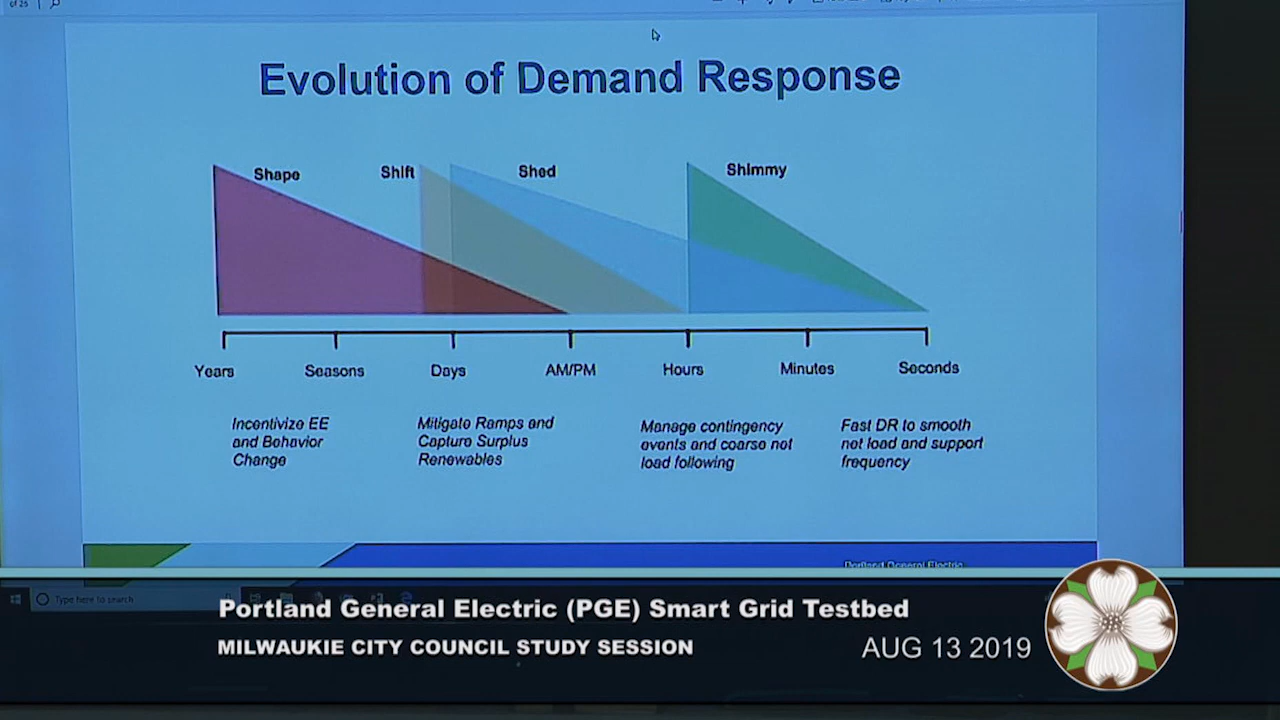 of 25
Evolution of Demand Response
Shape
Shift
Shed
Shimmy
Years
Seasons
Days
AM/PM
Hours
Minutes
Seconds
Incentivize EE
and Behavior
Change
Mitigate Ramps and
Capture Surplus
Renewables
Manage contingency
events and coarse net
load following
Fast DR to smooth
net load and support
frequency
Portland General Electric
Type here to search
Portland General Electric (PGE) Smart Grid Testbed
MILWAUKIE CITY COUNCIL STUDY SESSION
AUG 13 2019